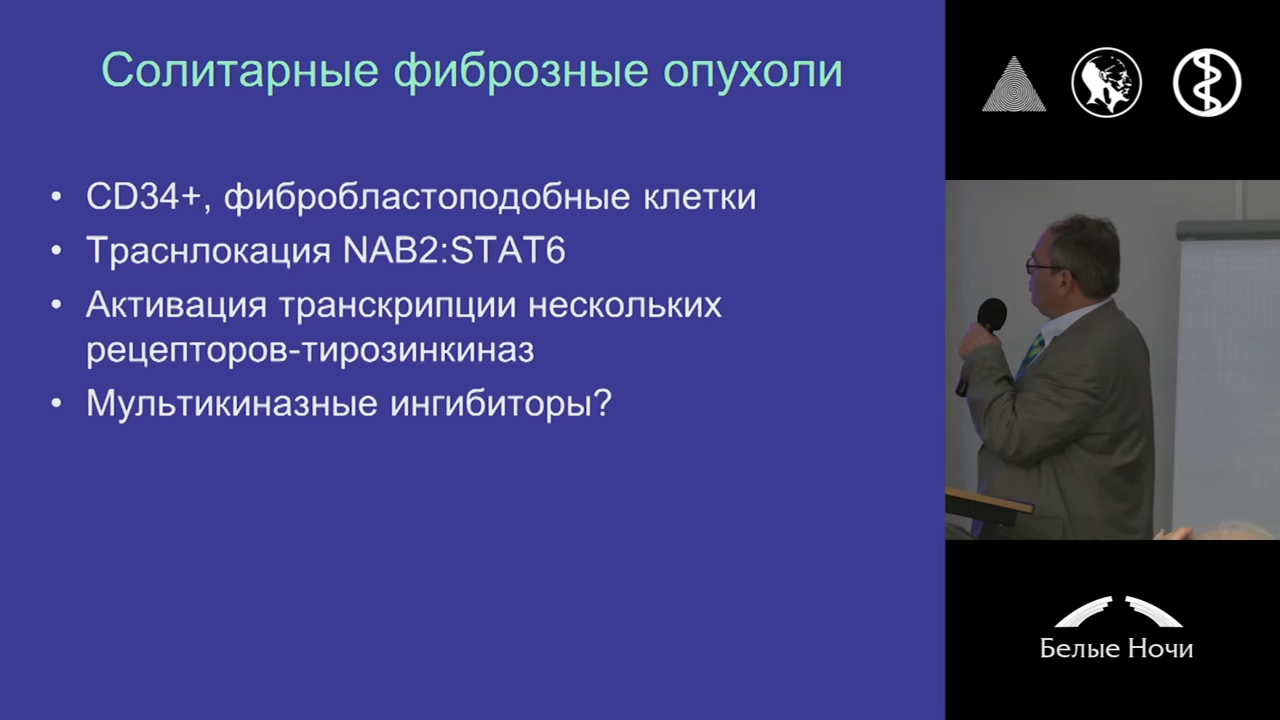 Солитарные фиброзные опухоли
• CD34+, фибробластоподобные клетки
• Траснлокация NAB2:STAT6
• Активация транскрипции нескольких
рецепторов-тирозинкиназ
• Мультикиназные ингибиторы?
Белые Ночи